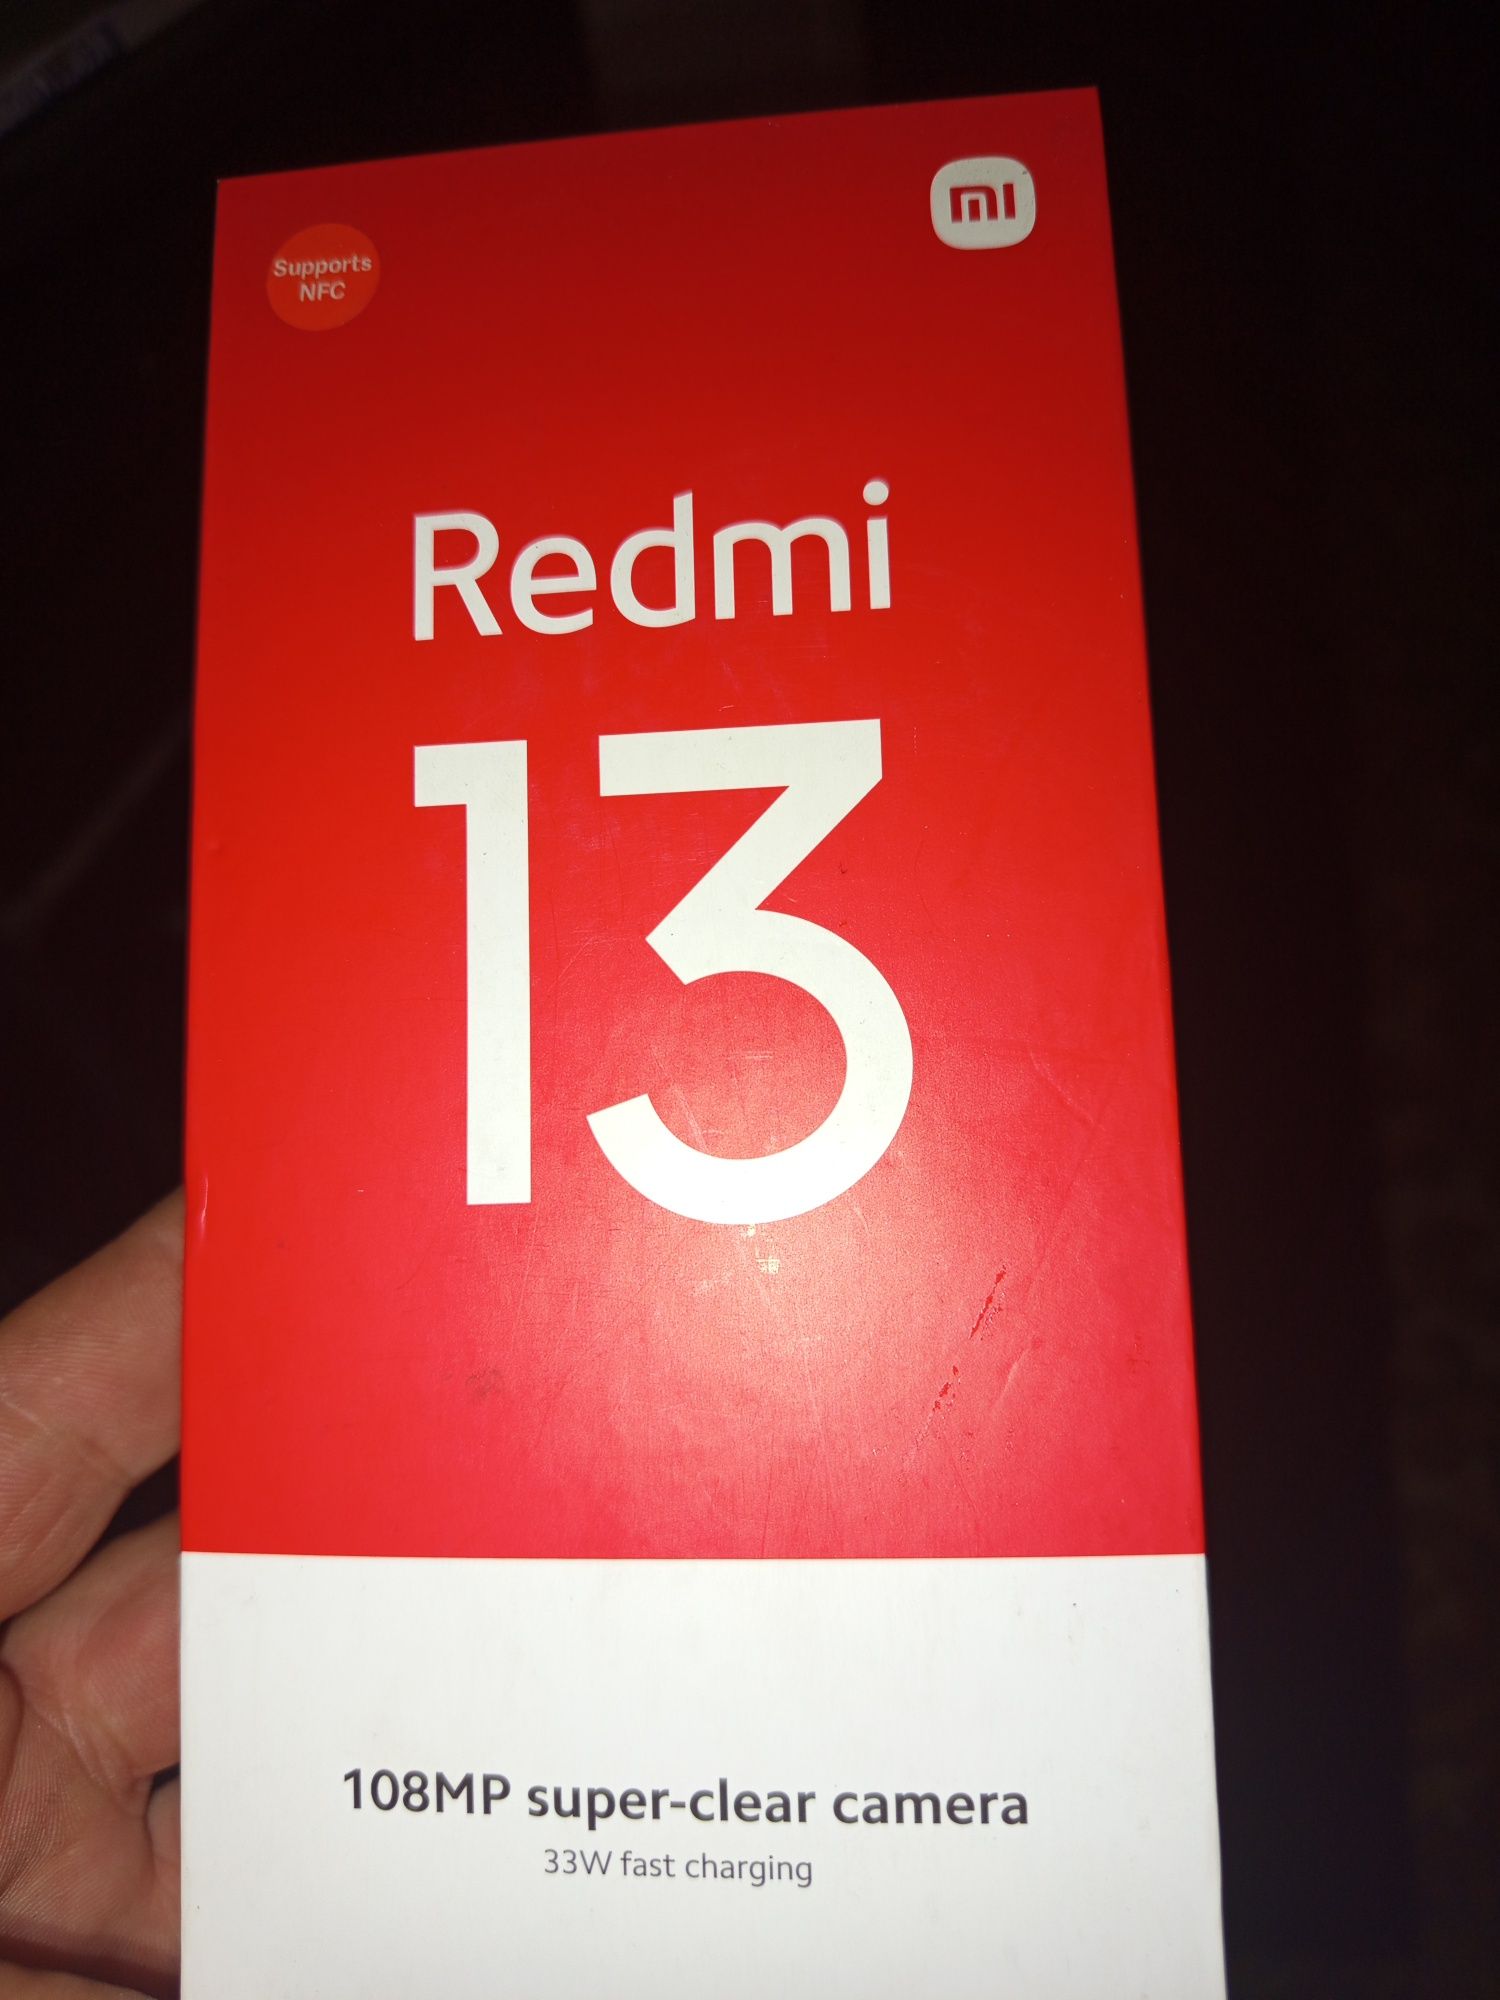 mi
Supports
NFC
Redmi
13
108MP super-clear camera
33W fast charging